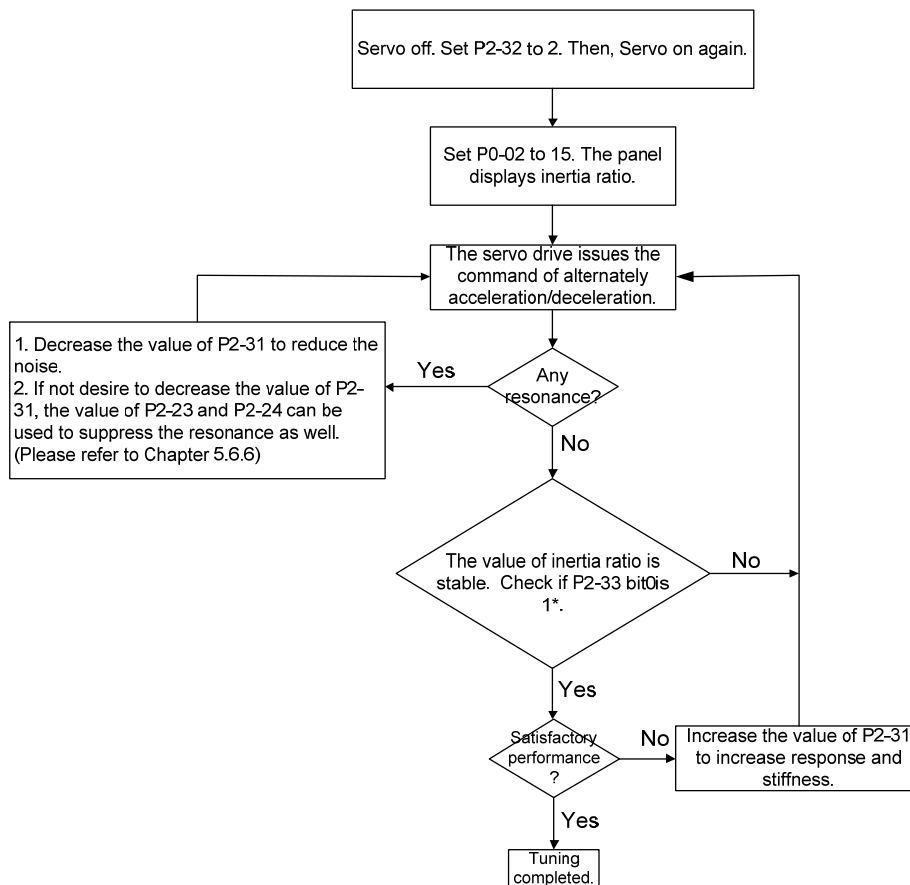 Servo off. Set P2-32 to 2. Then, Servo on again.
Set P0-02 to 15. The panel
displays inertia ratio.
The servo drive issues the
command of alternately
acceleration/deceleration.
1. Decrease the value of P2-31 to reduce the
noise.
2. If not desire to decrease the value of P2-
31, the value of P2-23 and P2-24 can be
used to suppress the resonance as well.
(Please refer to Chapter 5.6.6)
Yes
Any
resonance?
No
The value of inertia ratio is
stable. Check if P2-33 bit0is
1*.
No
Yes
Satisfactory
performance
?
No
Increase the value of P2-31
to increase response and
stiffness.
Yes
Tuning
completed.